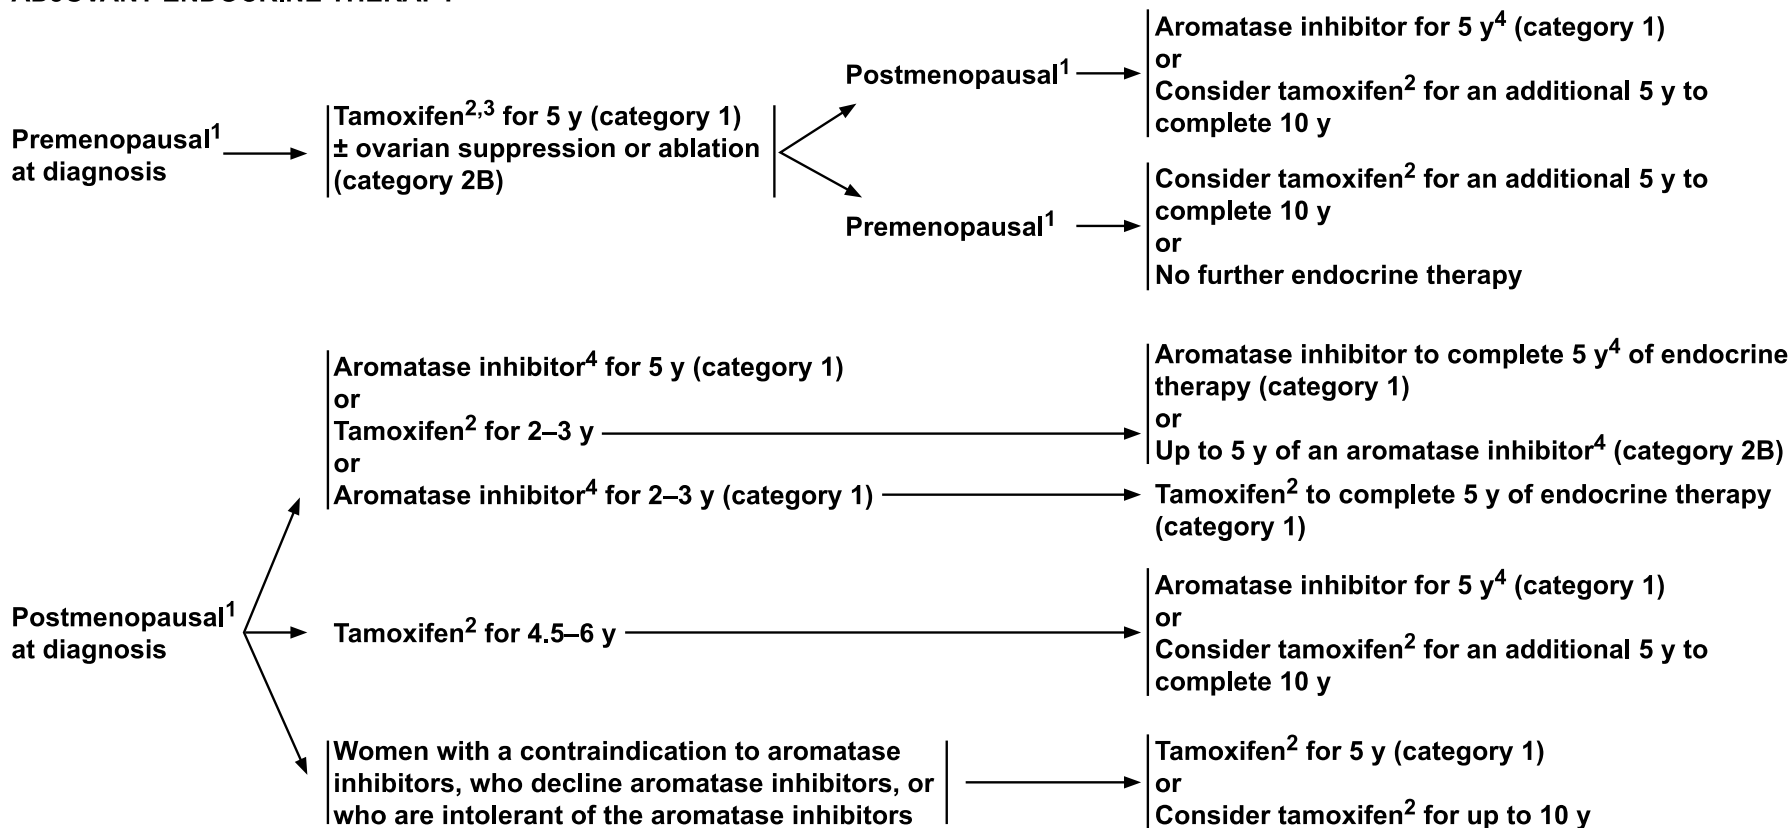 Premenopausal¹
at diagnosis
Tamoxifen²,³ for 5 y (category 1)
± ovarian suppression or ablation
(category 2B)
Postmenopausal¹
Aromatase inhibitor for 5 y⁴ (category 1)
or
Consider tamoxifen² for an additional 5 y to
complete 10 y
Premenopausal¹
Consider tamoxifen² for an additional 5 y to
complete 10 y
or
No further endocrine therapy
Postmenopausal¹
at diagnosis
Aromatase inhibitor⁴ for 5 y (category 1)
or
Tamoxifen² for 2–3 y
or
Aromatase inhibitor⁴ for 2–3 y (category 1)
Aromatase inhibitor to complete 5 y⁴ of endocrine
therapy (category 1)
or
Up to 5 y of an aromatase inhibitor⁴ (category 2B)
Tamoxifen² to complete 5 y of endocrine therapy
(category 1)
Tamoxifen² for 4.5–6 y
Aromatase inhibitor for 5 y⁴ (category 1)
or
Consider tamoxifen² for an additional 5 y to
complete 10 y
Women with a contraindication to aromatase
inhibitors, who decline aromatase inhibitors, or
who are intolerant of the aromatase inhibitors
Tamoxifen² for 5 y (category 1)
or
Consider tamoxifen² for up to 10 y